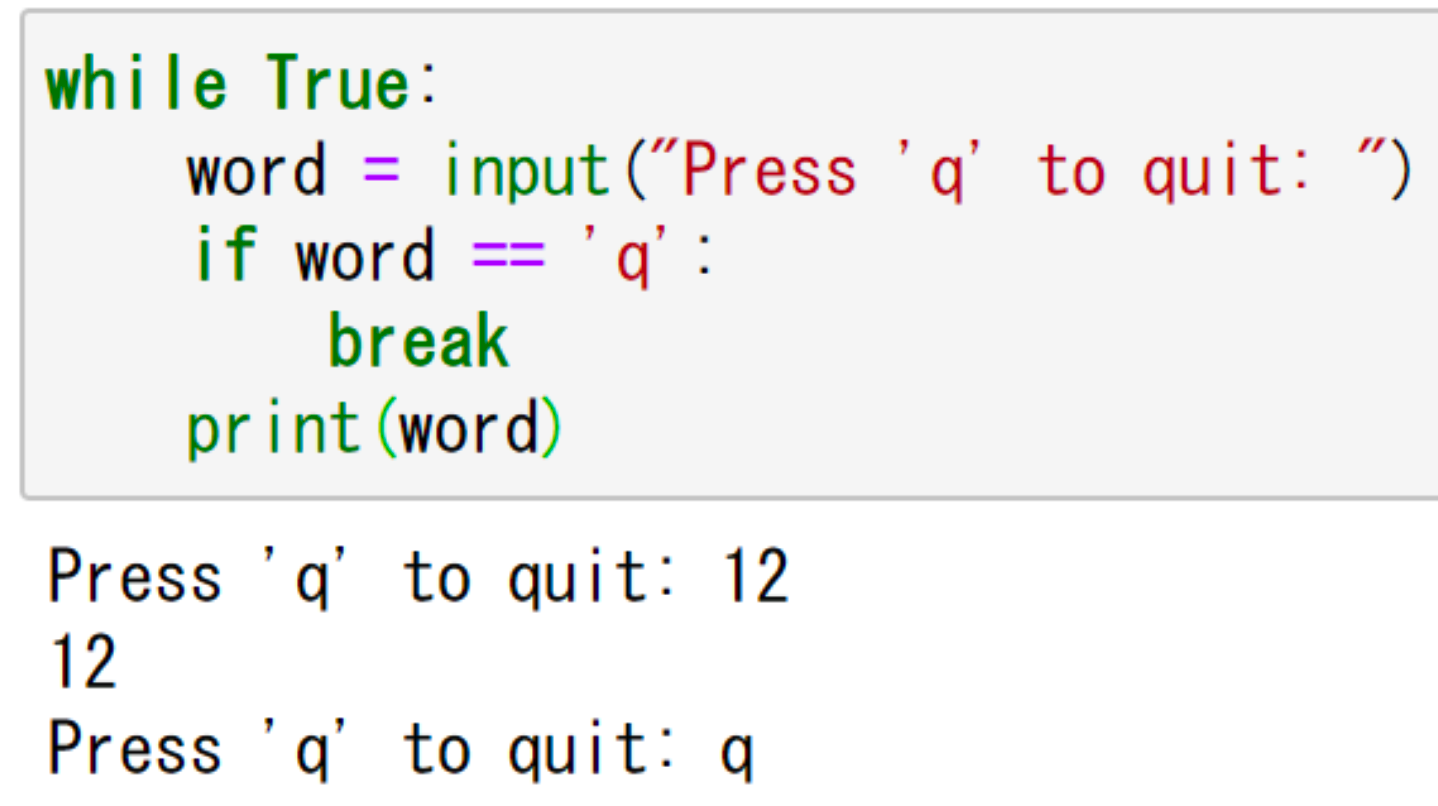 while True:
    word = input("Press 'q' to quit: ")
    if word == 'q':
        break
    print(word)
Press 'q' to quit: 12
12
Press 'q' to quit: q